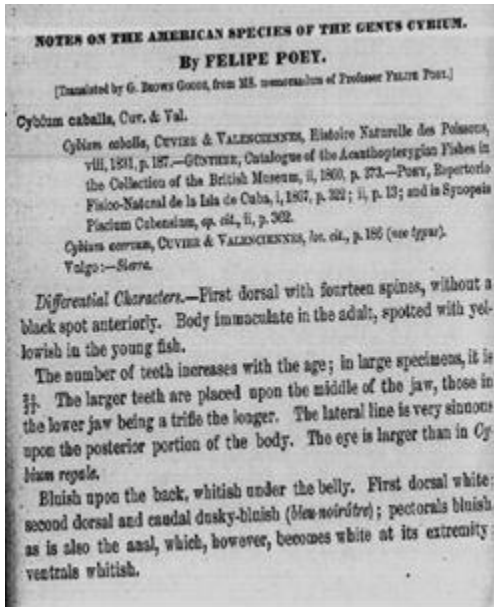 NOTES ON THE AMERICAN SPECIES OF THE GENUS CYBIUM.
By FELIPE POEY.
[Translated by G. BROWN GOODE, from MS. memorandum of Professor FELIPE POEY.]
Cybium caballa, Cuv. & Val.
Cybium caballa, CUVIER & VALENCIENNES, Histoire Naturelle des Poissons,
viii, 1831, p. 187.—GÜNTHER, Catalogue of the Acanthopterygian Fishes in
the Collection of the British Museum, ii, 1860, p. 373.—POEY, Repertorio
Fisico-Natural de la Isla de Cuba, i, 1867, p. 322; ii, p. 13; and in Synopsis
Piscium Cubensium, op. cit., ii, p. 362.
Cybium acervum, CUVIER & VALENCIENNES, loc. cit., p. 186 (nec typus).
Vulgo:—Sierra.
Differential Characters.—First dorsal with fourteen spines, without a
black spot anteriorly. Body immaculate in the adult, spotted with yel-
lowish in the young fish.
The number of teeth increases with the age; in large specimens, it is
The larger teeth are placed upon the middle of the jaw, those in
the lower jaw being a trifle the longer. The lateral line is very sinuous
upon the posterior portion of the body. The eye is larger than in Cy-
bium regale.
Bluish upon the back, whitish under the belly. First dorsal white;
second dorsal and caudal dusky-bluish (bleu-noirâtre); pectorals bluish
as is also the anal, which, however, becomes white at its extremity;
ventrals whitish.